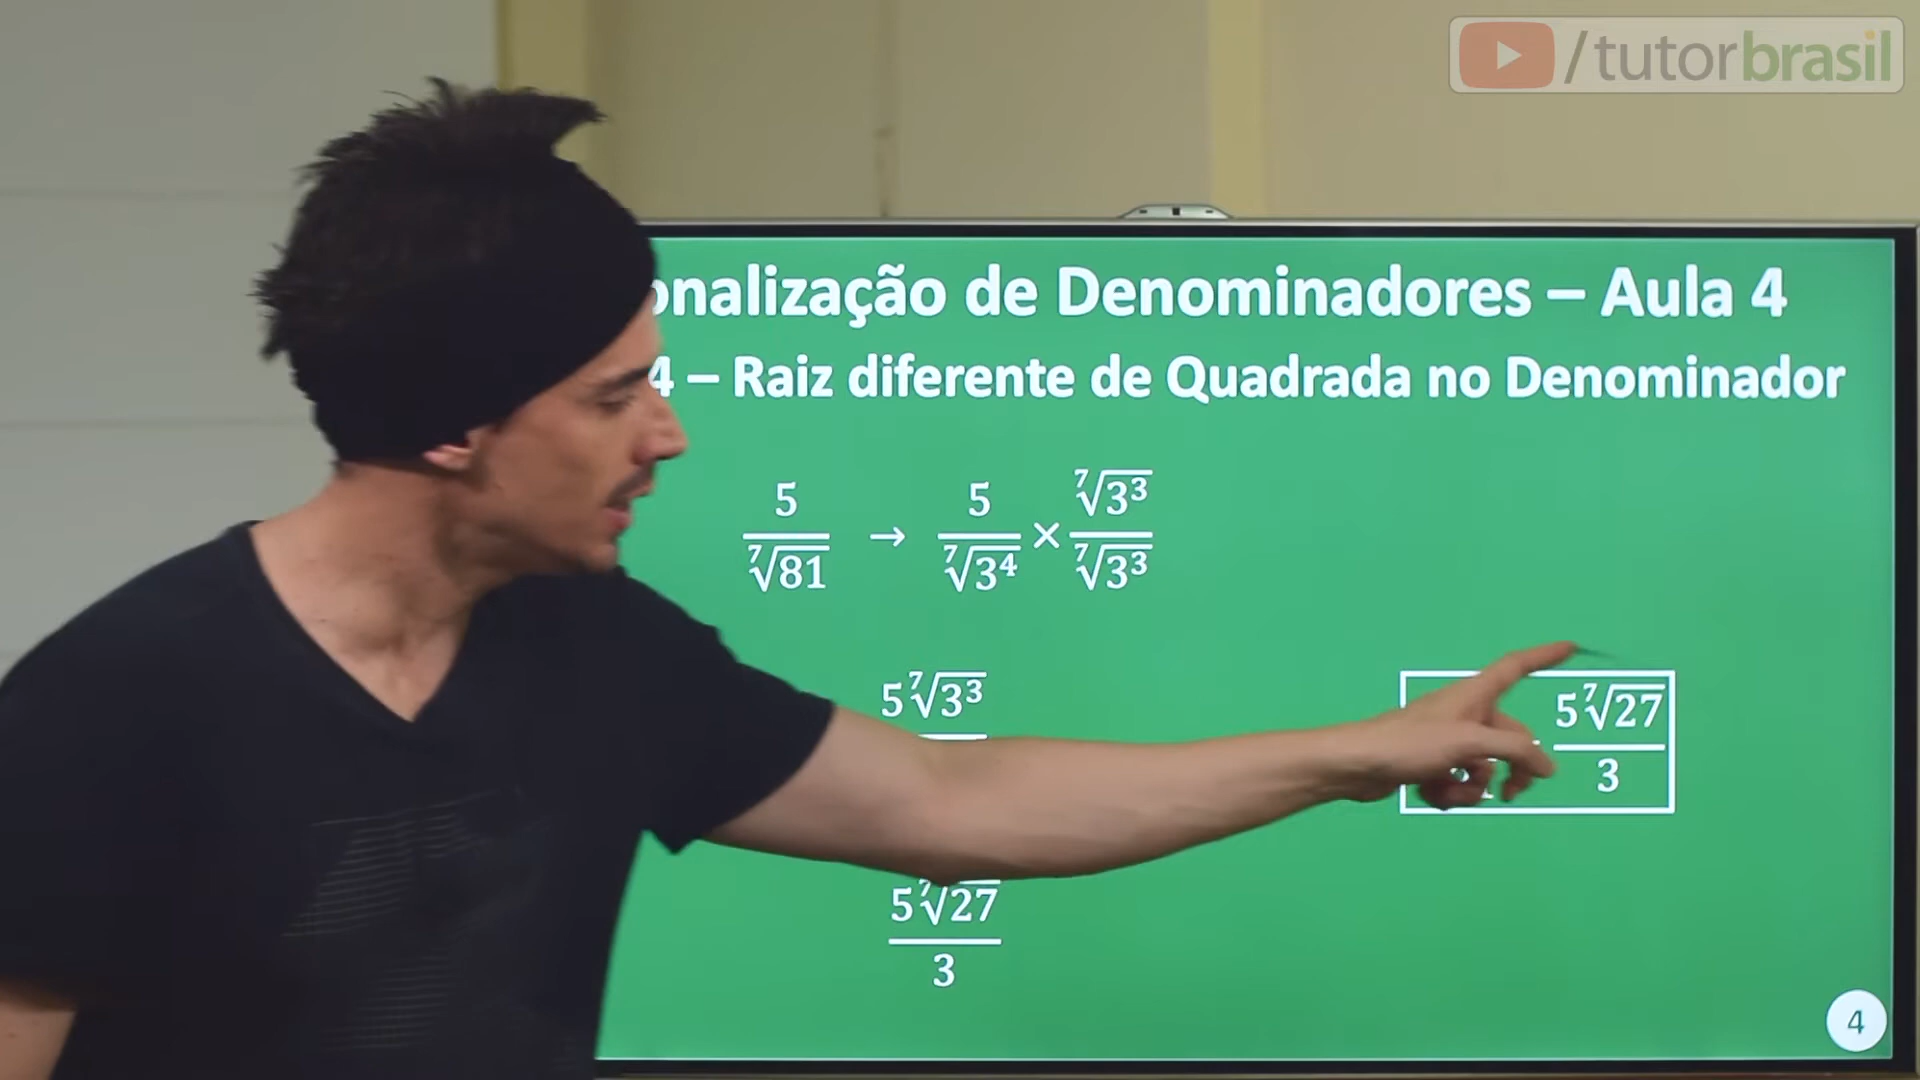 /tutorbrasil
onalização de Denominadores – Aula 4
4 – Raiz diferente de Quadrada no Denominador
5/⁷√81 → 5/⁷√3⁴ × ⁷√3³/⁷√3³
5⁷√3³
5⁷√27/3
5⁷√27/3
4